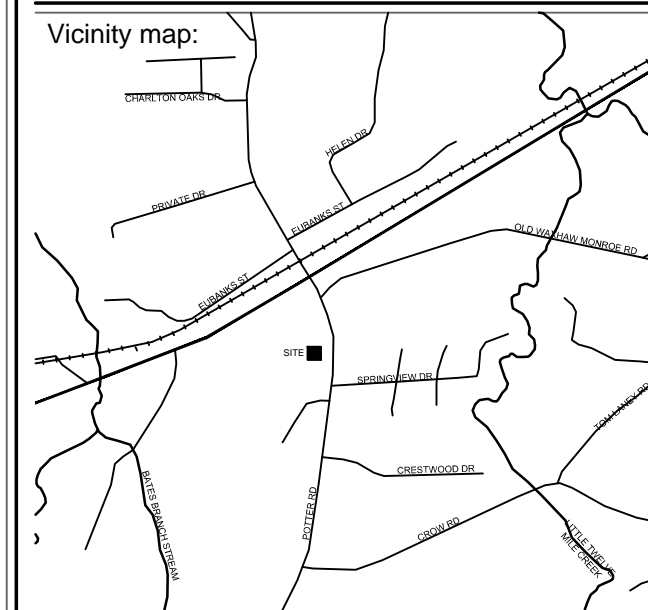 Vicinity map:
CHARLTON OAKS DR
HELEN DR
PRIVATE DR
EUBANKS ST
OLD WAXHAW MONROE RD
EUBANKS ST
SITE
SPRINGVIEW DR
TOM LANEY RD
CRESTWOOD DR
BATES BRANCH STREAM
POTTER RD
CROW RD
LITTLE TWELVE
MILE CREEK